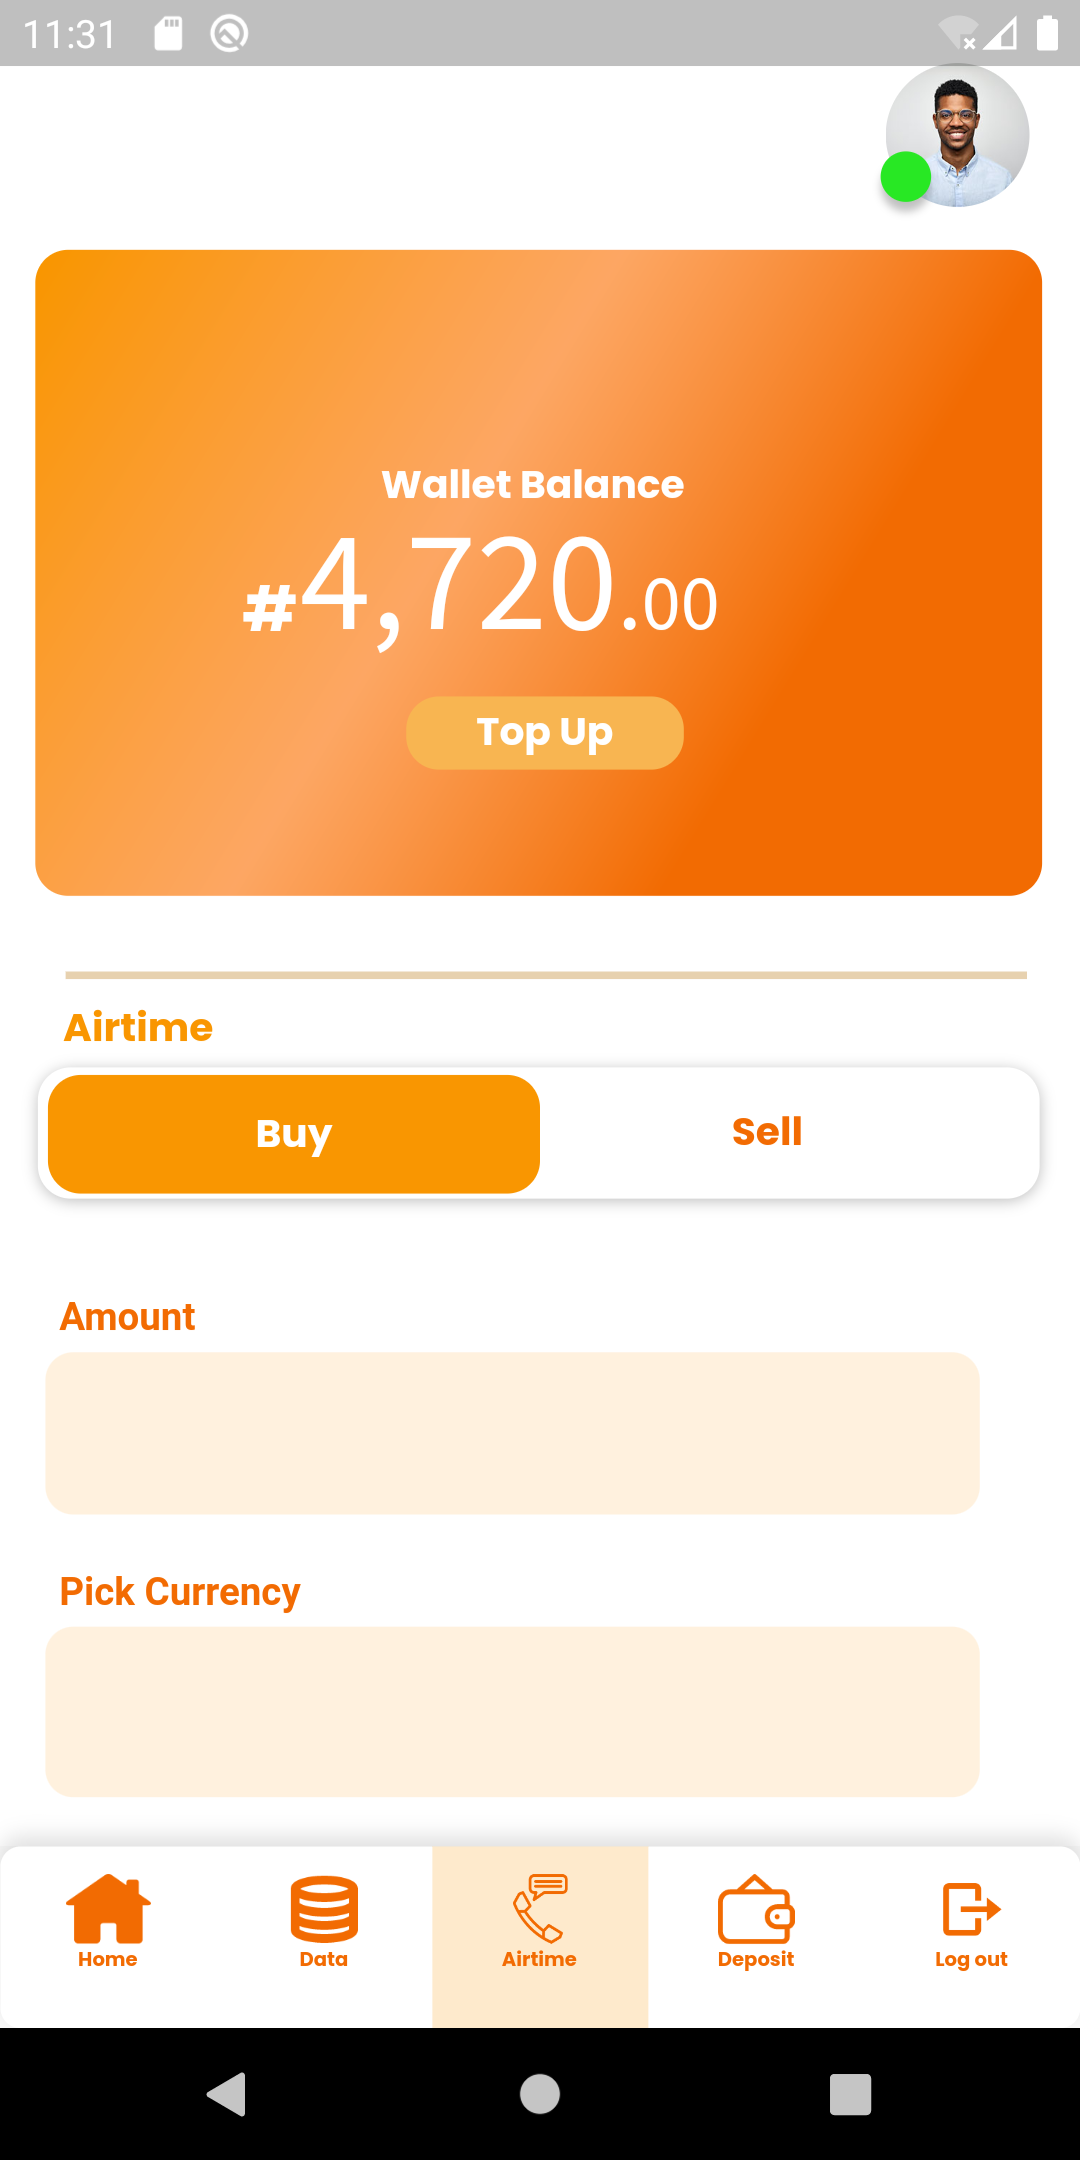 11:31
Wallet Balance
#4,720.00
Top Up
Airtime
Buy
Sell
Amount
Pick Currency
Home
Data
Airtime
Deposit
Log out